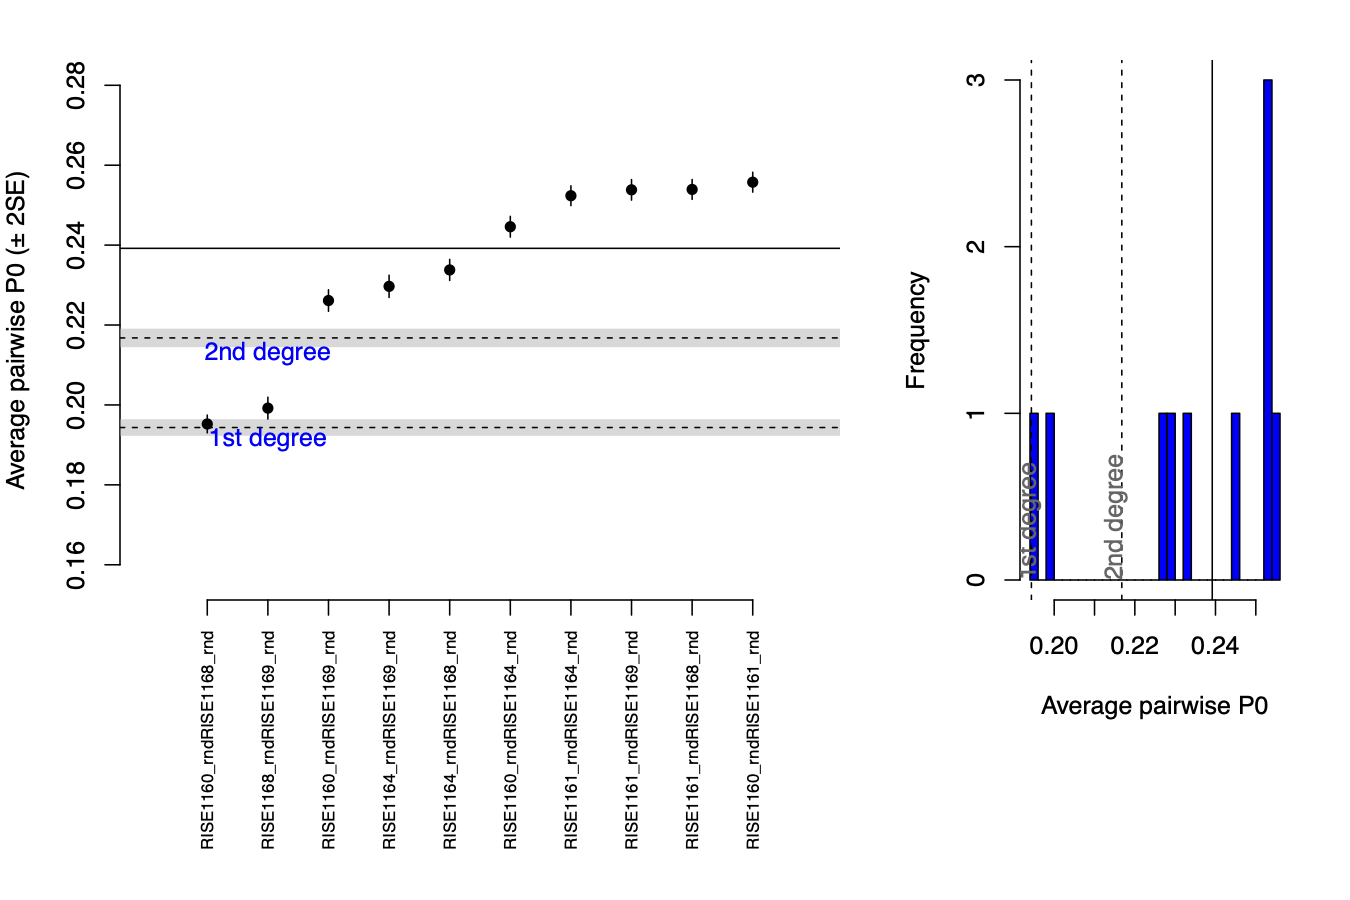 Average pairwise P0 (± 2SE)
0.28
0.26
0.24
0.22
0.20
0.18
0.16
2nd degree
1st degree
RISE1160_rndRISE1168_rnd
RISE1168_rndRISE1169_rnd
RISE1160_rndRISE1169_rnd
RISE1164_rndRISE1169_rnd
RISE1164_rndRISE1168_rnd
RISE1160_rndRISE1164_rnd
RISE1161_rndRISE1164_rnd
RISE1161_rndRISE1169_rnd
RISE1161_rndRISE1168_rnd
RISE1160_rndRISE1161_rnd
Frequency
3
2
1
0
1st degree
2nd degree
0.20 0.22 0.24
Average pairwise P0